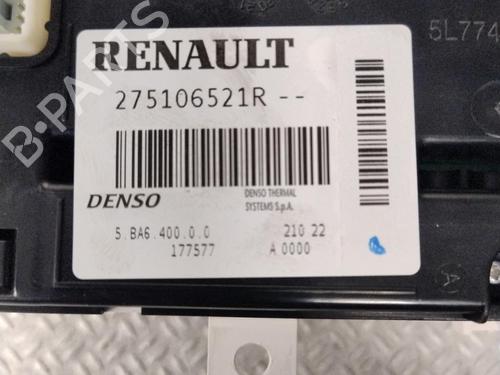 RENAULT
5L774
275106521R --
DENSO
DENSO THERMAL
SYSTEMS S.p.A.
5.BA6.400.0.0
210 22
177577
A 0000
A
B-PARTS